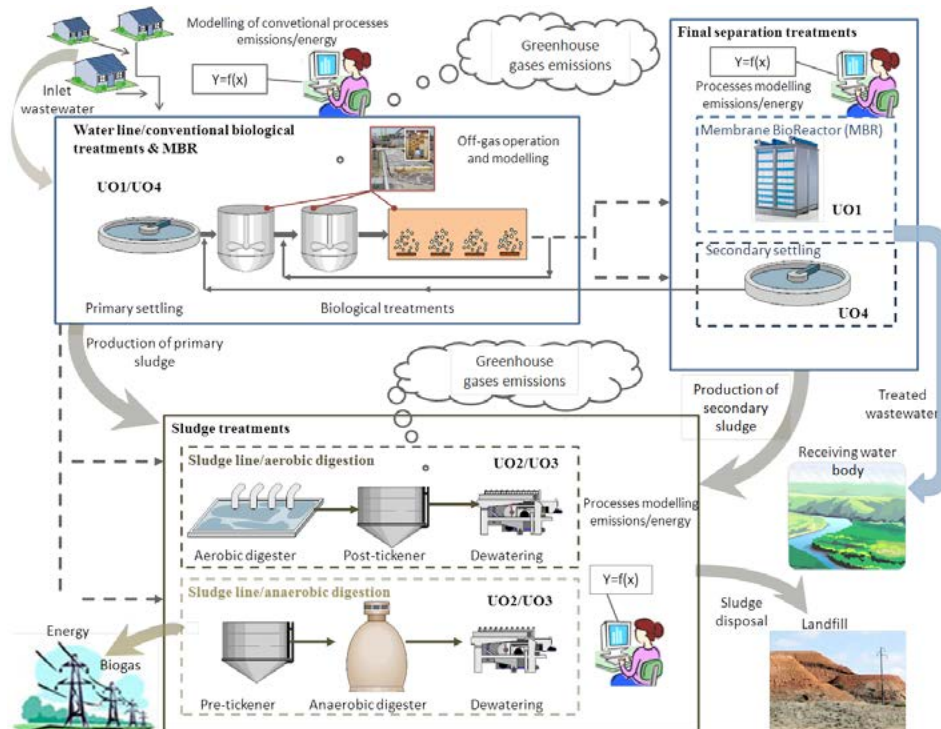 Modelling of convetional processes
emissions/energy
Y=f(x)
Greenhouse
gases emissions
Final separation treatments
Y=f(x)
Processes modelling
emissions/energy
Inlet
wastewater
Water line/conventional biological
treatments & MBR
Off-gas operation
and modelling
UO1/UO4
Primary settling
Biological treatments
Membrane BioReactor (MBR)
UO1
Secondary settling
UO4
Production of primary
sludge
Greenhouse
gases emissions
Production of
secondary
sludge
Treated
wastewater
Receiving water
body
Sludge treatments
Sludge line/aerobic digestion
UO2/UO3
Aerobic digester
Post-tickener
Dewatering
Processes modelling
emissions/energy
Sludge line/anaerobic digestion
UO2/UO3
Y=f(x)
Pre-tickener
Anaerobic digester
Dewatering
Energy
Biogas
Sludge
disposal
Landfill